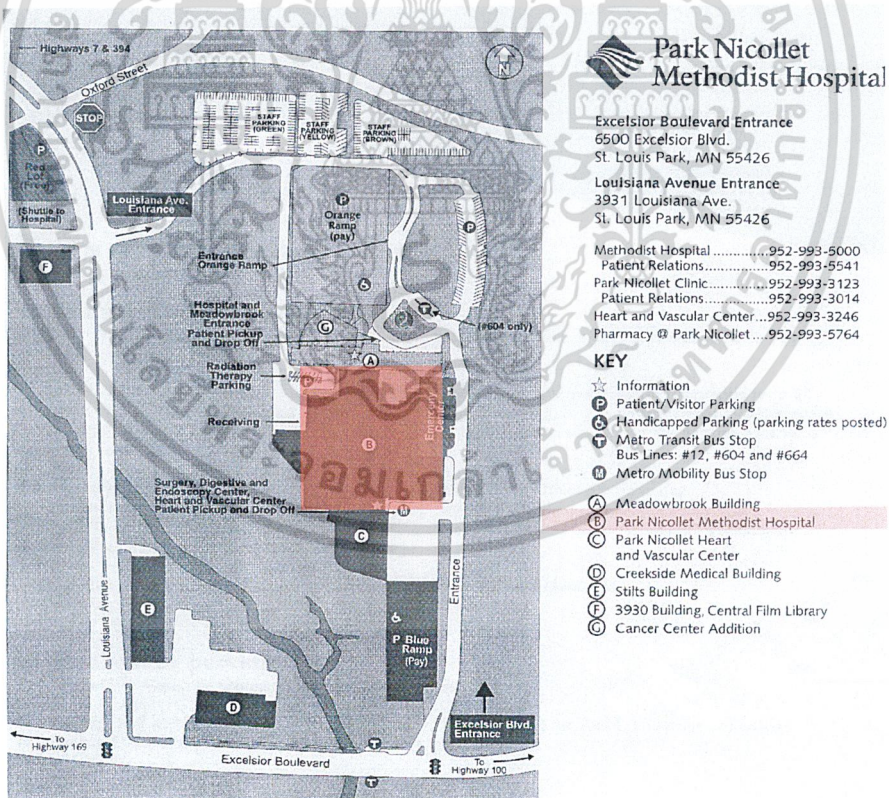 Highways 7 & 394
Oxford Street
STOP
N
STAFF
PARKING
(GREEN)
STAFF
PARKING
(YELLOW)
STAFF
PARKING
(BROWN)
P
Red
Lot
(Free)
(Shuttle to
Hospital)
Louisiana Ave.
Entrance
P
Orange
Ramp
(pay)
P
F
Entrance
Orange Ramp
Hospital and
Meadowbrook
Entrance
Patient Pickup
and Drop Off
G
T
(#604 only)
A
Radiation
Therapy
Parking
P
Emergency
Center
Receiving
B
Surgery, Digestive and
Endoscopy Center,
Heart and Vascular Center
Patient Pickup and Drop Off
M
C
Louisiana Avenue
E
Entrance
P Blue
Ramp
(Pay)
D
Excelsior Blvd.
Entrance
To
Highway 169
T
Excelsior Boulevard
To
Highway 100
T
Park Nicollet
Methodist Hospital
Excelsior Boulevard Entrance
6500 Excelsior Blvd.
St. Louis Park, MN 55426
Louisiana Avenue Entrance
3931 Louisiana Ave.
St. Louis Park, MN 55426
Methodist Hospital .............952-993-5000
Patient Relations...............952-993-5541
Park Nicollet Clinic.............952-993-3123
Patient Relations...............952-993-3014
Heart and Vascular Center...952-993-3246
Pharmacy @ Park Nicollet ....952-993-5764
KEY
Information
P Patient/Visitor Parking
Handicapped Parking (parking rates posted)
T Metro Transit Bus Stop
Bus Lines: #12, #604 and #664
M Metro Mobility Bus Stop
A Meadowbrook Building
B Park Nicollet Methodist Hospital
C Park Nicollet Heart
and Vascular Center
D Creekside Medical Building
E Stilts Building
F 3930 Building, Central Film Library
G Cancer Center Addition